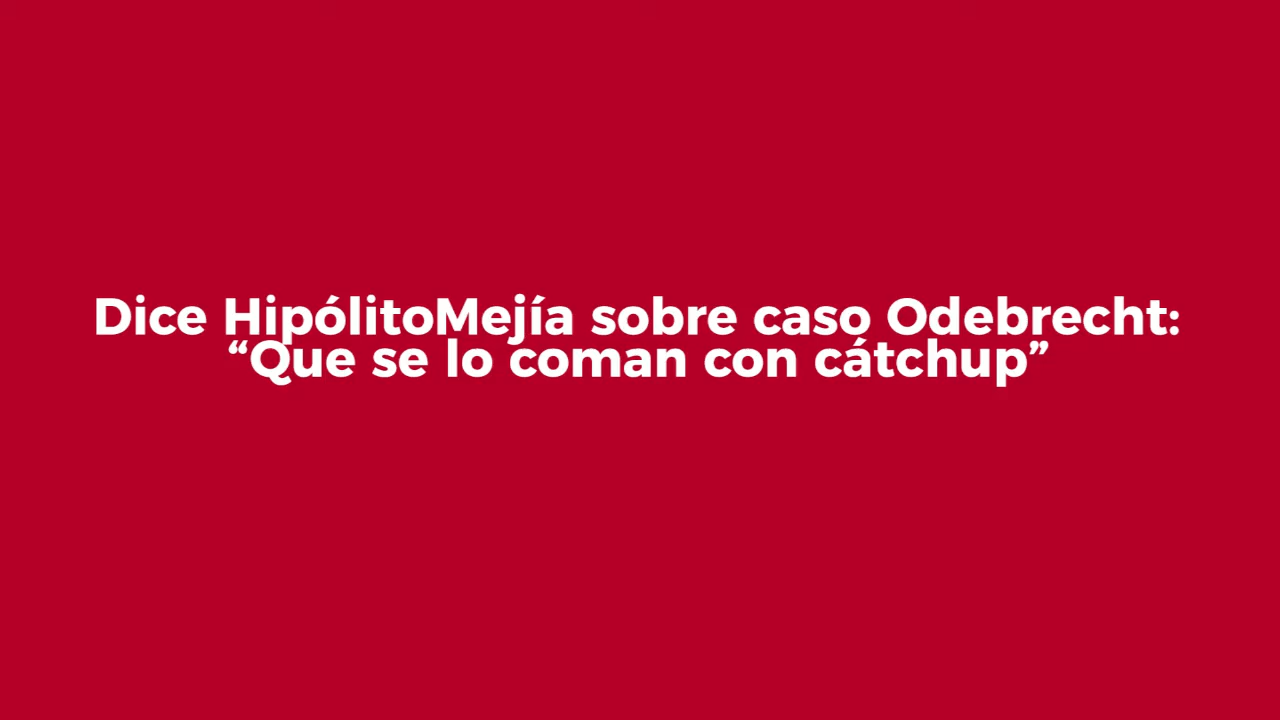 Dice HipólitoMejía sobre caso Odebrecht:
“Que se lo coman con cátchup”